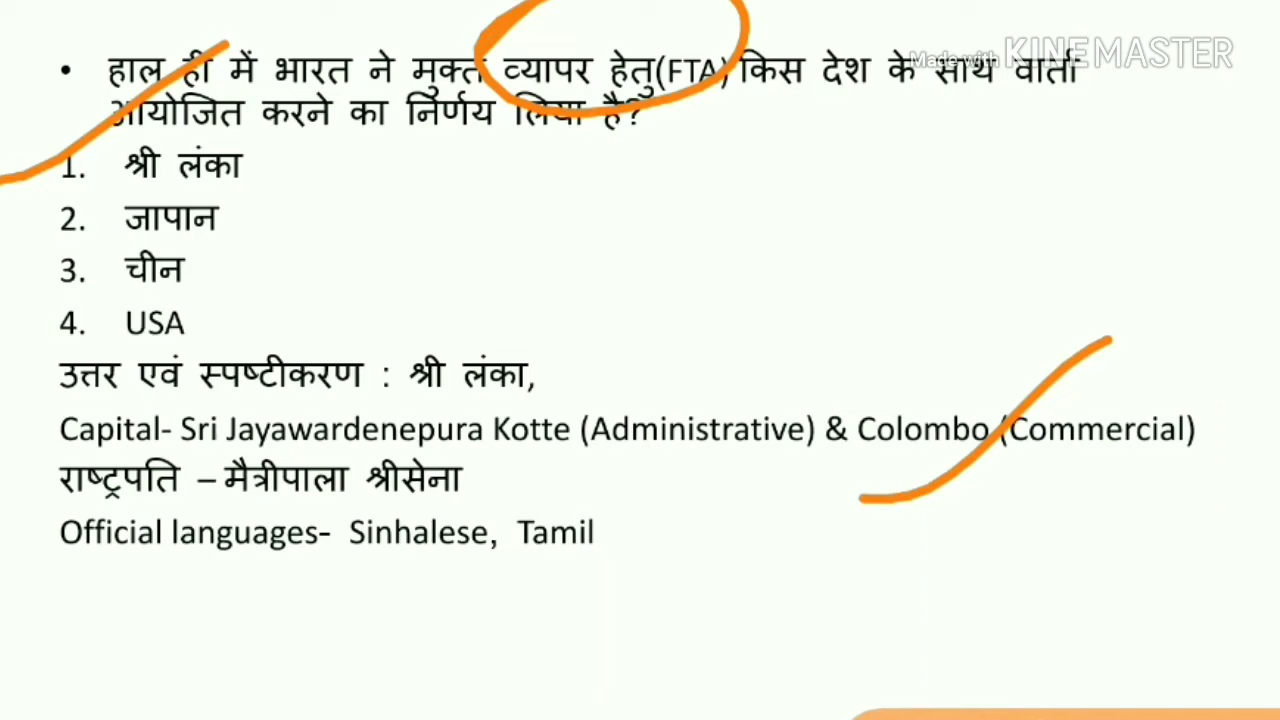 Made with KINEMASTER
• हाल ही में भारत ने मुक्त व्यापर हेतु(FTA) किस देश के साथ वार्ता
आयोजित करने का निर्णय लिया है?
1. श्री लंका
2. जापान
3. चीन
4. USA
उत्तर एवं स्पष्टीकरण : श्री लंका,
Capital- Sri Jayawardenepura Kotte (Administrative) & Colombo (Commercial)
राष्ट्रपति – मैत्रीपाला श्रीसेना
Official languages- Sinhalese, Tamil